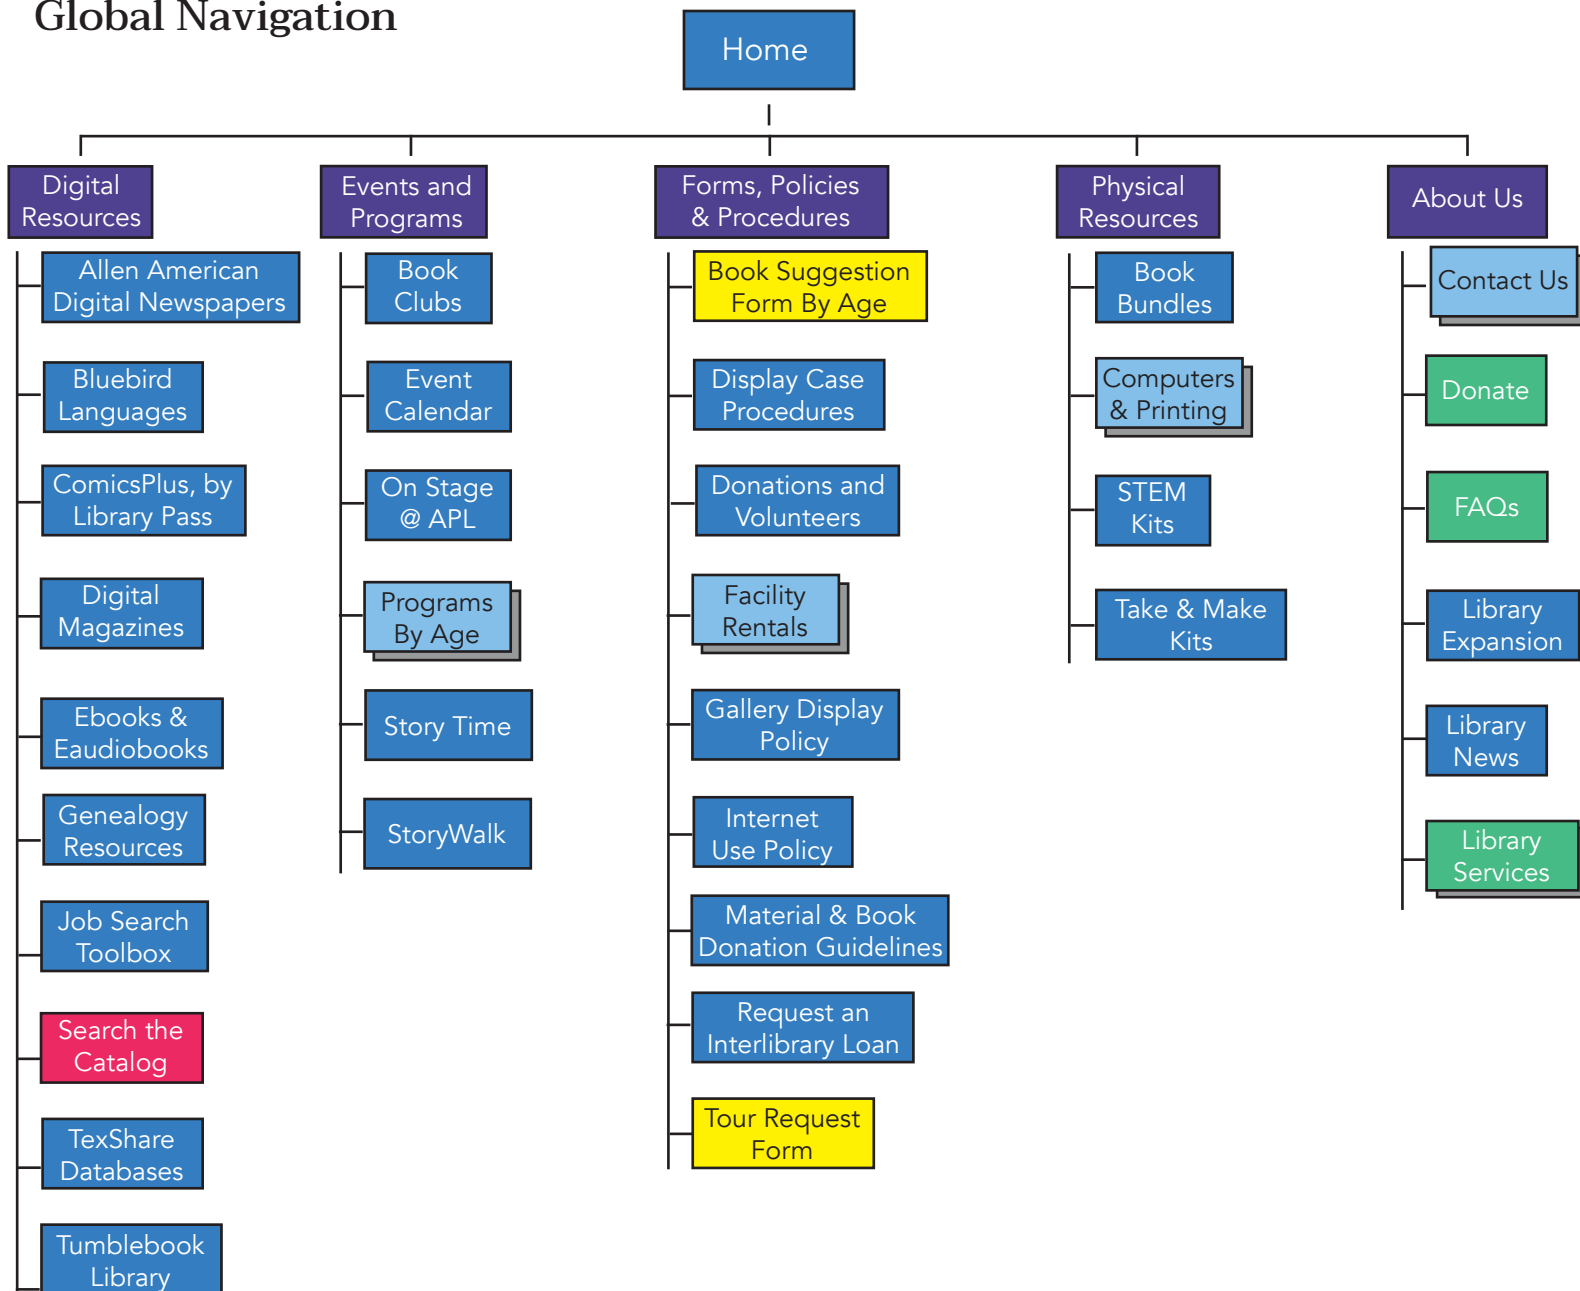 Global Navigation
Home
Digital
Resources
Allen American
Digital Newspapers
Bluebird
Languages
ComicsPlus, by
Library Pass
Digital
Magazines
Ebooks &
Eaudiobooks
Genealogy
Resources
Job Search
Toolbox
Search the
Catalog
TexShare
Databases
Tumblebook
Library
Events and
Programs
Book
Clubs
Event
Calendar
On Stage
@ APL
Programs
By Age
Story Time
StoryWalk
Forms, Policies
& Procedures
Book Suggestion
Form By Age
Display Case
Procedures
Donations and
Volunteers
Facility
Rentals
Gallery Display
Policy
Internet
Use Policy
Material & Book
Donation Guidelines
Request an
Interlibrary Loan
Tour Request
Form
Physical
Resources
Book
Bundles
Computers
& Printing
STEM
Kits
Take & Make
Kits
About Us
Contact Us
Donate
FAQs
Library
Expansion
Library
News
Library
Services